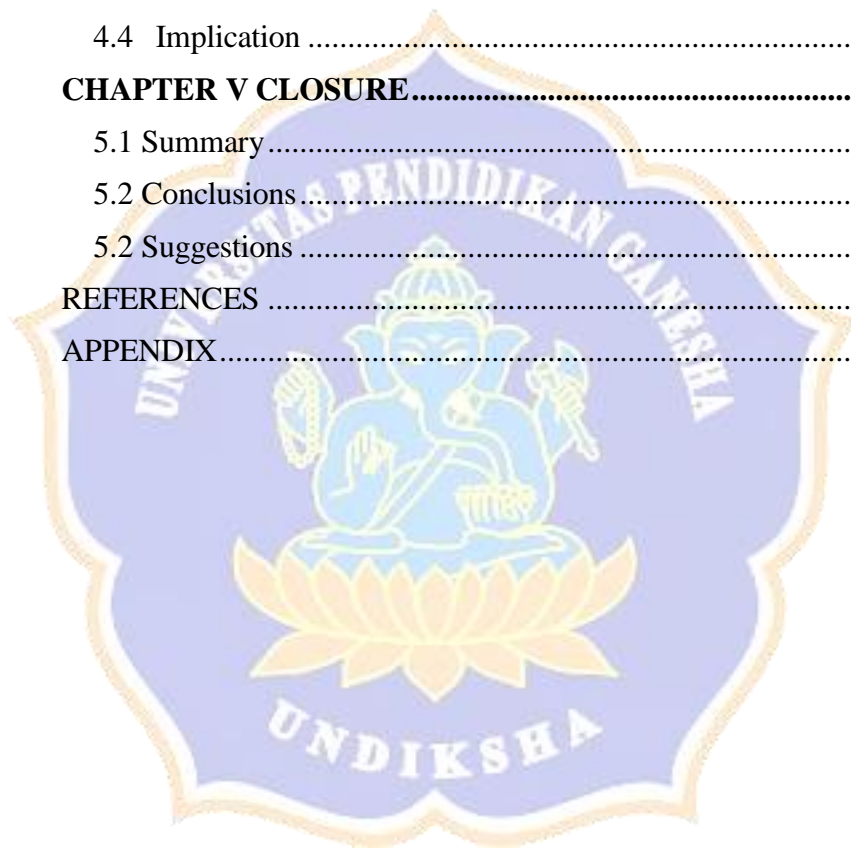 4.4 Implication ....................................................................
CHAPTER V CLOSURE.......................................................
5.1 Summary.........................................................................
5.2 Conclusions.....................................................................
5.2 Suggestions .....................................................................
REFERENCES .........................................................................
APPENDIX...............................................................................
UNIVERSITAS PENDIDIKAN GANESHA
UNDIKSHA